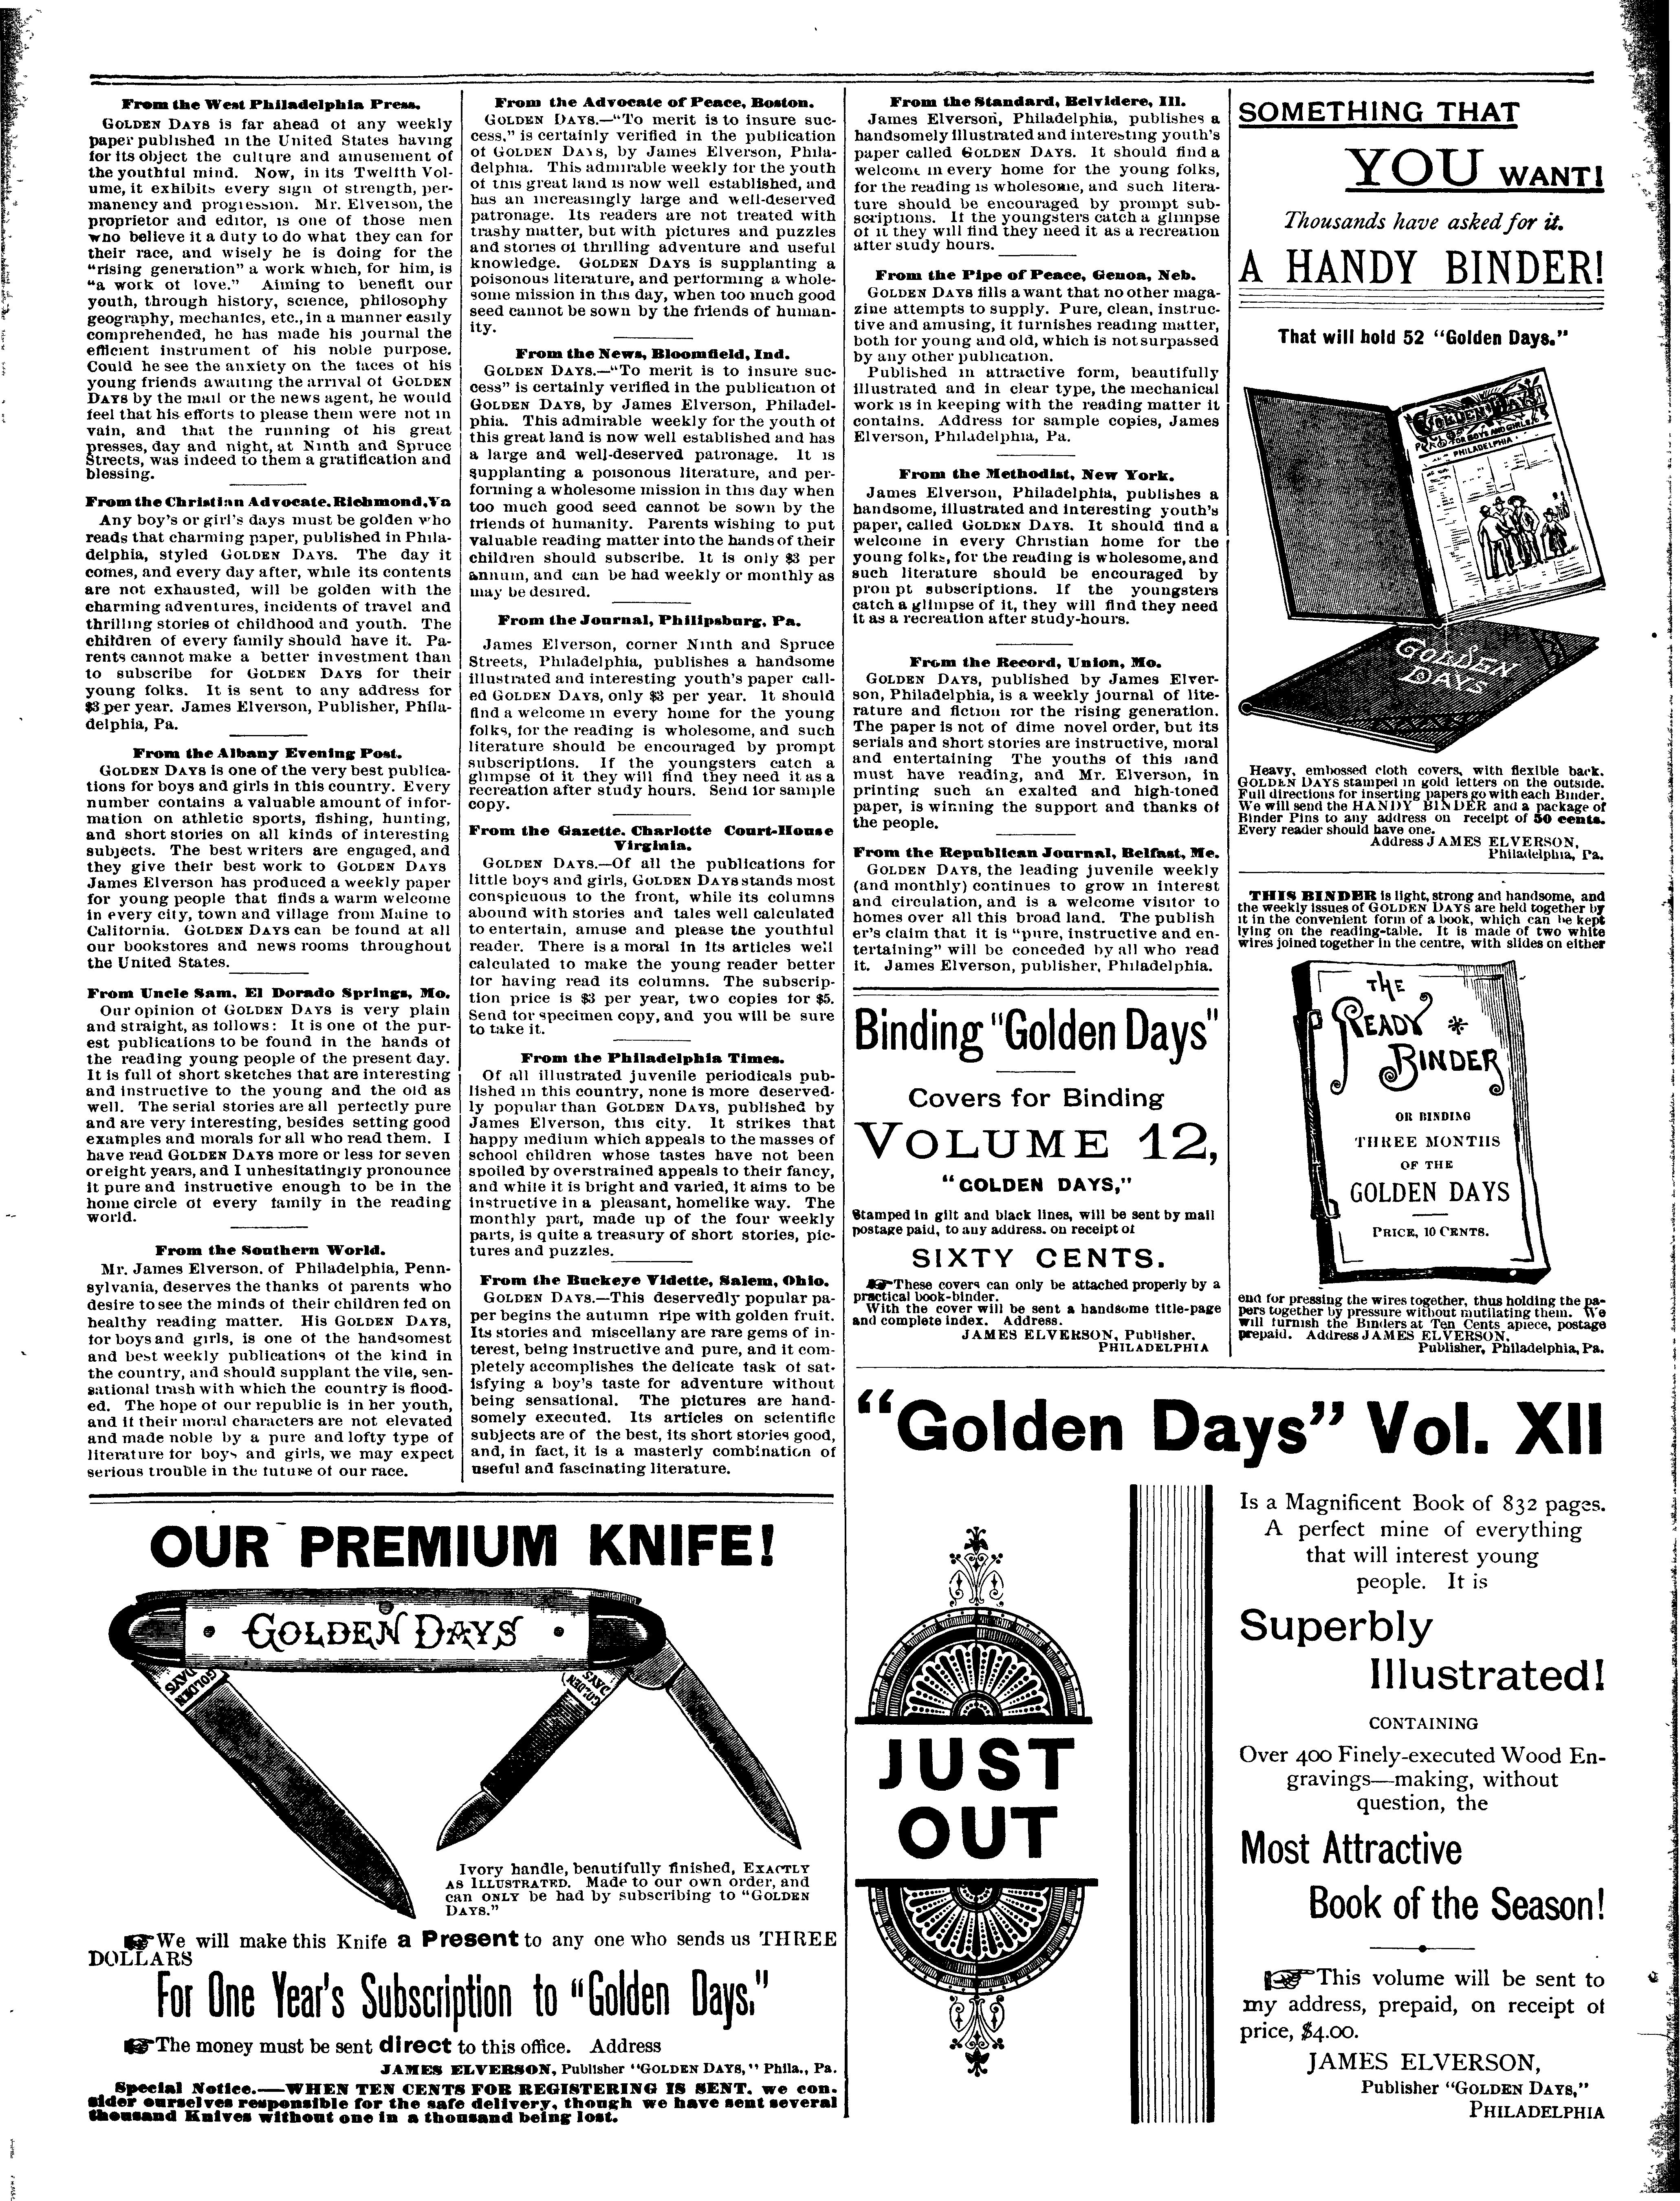 From the West Philadelphia Press.
GOLDEN DAYS is far ahead of any weekly
paper published in the United States having
for its object the culture and amusement of
the youthful mind. Now, in its Twelfth Vol-
ume, it exhibits every sign of strength, per-
manency and progression. Mr. Elverson, the
proprietor and editor, is one of those men
who believe it a duty to do what they can for
their race, and wisely he is doing for the
“rising generation” a work which, for him, is
“a work of love.” Aiming to benefit our
youth, through history, science, philosophy
geography, mechanics, etc., in a manner easily
comprehended, he has made his journal the
efficient instrument of his noble purpose.
Could he see the anxiety on the faces of his
young friends awaiting the arrival of GOLDEN
DAYS by the mail or the news agent, he would
feel that his efforts to please them were not in
vain, and that the running of his great
presses, day and night, at Ninth and Spruce
Streets, was indeed to them a gratification and
blessing.
From the Christian Advocate, Richmond, Va
Any boy's or girl's days must be golden who
reads that charming paper, published in Phila-
delphia, styled GOLDEN DAYS. The day it
comes, and every day after, while its contents
are not exhausted, will be golden with the
charming adventures, incidents of travel and
thrilling stories of childhood and youth. The
children of every family should have it. Pa-
rents cannot make a better investment than
to subscribe for GOLDEN DAYS for their
young folks. It is sent to any address for
$3 per year. James Elverson, Publisher, Phila-
delphia, Pa.
From the Albany Evening Post.
GOLDEN DAYS is one of the very best publica-
tions for boys and girls in this country. Every
number contains a valuable amount of infor-
mation on athletic sports, fishing, hunting,
and short stories on all kinds of interesting
subjects. The best writers are engaged, and
they give their best work to GOLDEN DAYS
James Elverson has produced a weekly paper
for young people that finds a warm welcome
in every city, town and village from Maine to
California. GOLDEN DAYS can be found at all
our bookstores and news rooms throughout
the United States.
From Uncle Sam, El Dorado Springs, Mo.
Our opinion of GOLDEN DAYS is very plain
and straight, as follows: It is one of the pur-
est publications to be found in the hands of
the reading young people of the present day.
It is full of short sketches that are interesting
and instructive to the young and the old as
well. The serial stories are all perfectly pure
and are very interesting, besides setting good
examples and morals for all who read them. I
have read GOLDEN DAYS more or less for seven
or eight years, and I unhesitatingly pronounce
it pure and instructive enough to be in the
home circle of every family in the reading
world.
From the Southern World.
Mr. James Elverson, of Philadelphia, Penn-
sylvania, deserves the thanks of parents who
desire to see the minds of their children fed on
healthy reading matter. His GOLDEN DAYS,
for boys and girls, is one of the handsomest
and best weekly publications of the kind in
the country, and should supplant the vile, sen-
sational trash with which the country is flood-
ed. The hope of our republic is in her youth,
and if their moral characters are not elevated
and made noble by a pure and lofty type of
literature for boys and girls, we may expect
serious trouble in the future of our race.
From the Advocate of Peace, Boston.
GOLDEN DAYS.—“To merit is to insure suc-
cess,” is certainly verified in the publication
of GOLDEN DAYS, by James Elverson, Phila-
delphia. This admirable weekly for the youth
of this great land is now well established, and
has an increasingly large and well-deserved
patronage. Its readers are not treated with
trashy matter, but with pictures and puzzles
and stories of thrilling adventure and useful
knowledge. GOLDEN DAYS is supplanting a
poisonous literature, and performing a whole-
some mission in this day, when too much good
seed cannot be sown by the friends of human-
ity.
From the News, Bloomfield, Ind.
GOLDEN DAYS.—“To merit is to insure suc-
cess” is certainly verified in the publication of
GOLDEN DAYS, by James Elverson, Philadel-
phia. This admirable weekly for the youth of
this great land is now well established and has
a large and well-deserved patronage. It is
supplanting a poisonous literature, and per-
forming a wholesome mission in this day when
too much good seed cannot be sown by the
friends of humanity. Parents wishing to put
valuable reading matter into the hands of their
children should subscribe. It is only $3 per
annum, and can be had weekly or monthly as
may be desired.
From the Journal, Philipsburg, Pa.
James Elverson, corner Ninth and Spruce
Streets, Philadelphia, publishes a handsome
illustrated and interesting youth's paper call-
ed GOLDEN DAYS, only $3 per year. It should
find a welcome in every home for the young
folks, for the reading is wholesome, and such
literature should be encouraged by prompt
subscriptions. If the youngsters catch a
glimpse of it they will find they need it as a
recreation after study hours. Send for sample
copy.
From the Gazette, Charlotte Court-House
Virginia.
GOLDEN DAYS.—Of all the publications for
little boys and girls, GOLDEN DAYS stands most
conspicuous to the front, while its columns
abound with stories and tales well calculated
to entertain, amuse and please the youthful
reader. There is a moral in its articles well
calculated to make the young reader better
for having read its columns. The subscrip-
tion price is $3 per year, two copies for $5.
Send for specimen copy, and you will be sure
to take it.
From the Philadelphia Times.
Of all illustrated juvenile periodicals pub-
lished in this country, none is more deserved-
ly popular than GOLDEN DAYS, published by
James Elverson, this city. It strikes that
happy medium which appeals to the masses of
school children whose tastes have not been
spoiled by overstrained appeals to their fancy,
and while it is bright and varied, it aims to be
instructive in a pleasant, homelike way. The
monthly part, made up of the four weekly
parts, is quite a treasury of short stories, pic-
tures and puzzles.
From the Buckeye Vidette, Salem, Ohio.
GOLDEN DAYS.—This deservedly popular pa-
per begins the autumn ripe with golden fruit.
Its stories and miscellany are rare gems of in-
terest, being instructive and pure, and it com-
pletely accomplishes the delicate task of sat-
isfying a boy's taste for adventure without
being sensational. The pictures are hand-
somely executed. Its articles on scientific
subjects are of the best, its short stories good,
and, in fact, it is a masterly combination of
useful and fascinating literature.
From the Standard, Belvidere, Ill.
James Elverson, Philadelphia, publishes a
handsomely illustrated and interesting youth's
paper called GOLDEN DAYS. It should find a
welcome in every home for the young folks,
for the reading is wholesome, and such litera-
ture should be encouraged by prompt sub-
scriptions. If the youngsters catch a glimpse
of it they will find they need it as a recreation
after study hours.
From the Pipe of Peace, Genoa, Neb.
GOLDEN DAYS fills a want that no other maga-
zine attempts to supply. Pure, clean, instruc-
tive and amusing, it furnishes reading matter,
both for young and old, which is not surpassed
by any other publication.
Published in attractive form, beautifully
illustrated and in clear type, the mechanical
work is in keeping with the reading matter it
contains. Address for sample copies, James
Elverson, Philadelphia, Pa.
From the Methodist, New York.
James Elverson, Philadelphia, publishes a
handsome, illustrated and interesting youth's
paper, called GOLDEN DAYS. It should find a
welcome in every Christian home for the
young folks, for the reading is wholesome, and
such literature should be encouraged by
prompt subscriptions. If the youngsters
catch a glimpse of it, they will find they need
it as a recreation after study-hours.
From the Record, Union, Mo.
GOLDEN DAYS, published by James Elver-
son, Philadelphia, is a weekly journal of lite-
rature and fiction for the rising generation.
The paper is not of dime novel order, but its
serials and short stories are instructive, moral
and entertaining The youths of this land
must have reading, and Mr. Elverson, in
printing such an exalted and high-toned
paper, is winning the support and thanks of
the people.
From the Republican Journal, Belfast, Me.
GOLDEN DAYS, the leading juvenile weekly
(and monthly) continues to grow in interest
and circulation, and is a welcome visitor to
homes over all this broad land. The publish
er's claim that it is “pure, instructive and en-
tertaining” will be conceded by all who read
it. James Elverson, publisher, Philadelphia.
Binding “Golden Days”
Covers for Binding
VOLUME 12,
“GOLDEN DAYS,”
Stamped in gilt and black lines, will be sent by mail
postage paid, to any address, on receipt of
SIXTY CENTS.
☛These covers can only be attached properly by a
practical book-binder.
With the cover will be sent a handsome title-page
and complete index. Address.
JAMES ELVERSON, Publisher.
PHILADELPHIA
SOMETHING THAT
YOU WANT!
Thousands have asked for it.
A HANDY BINDER!
That will hold 52 “Golden Days.”
GOLDEN DAYS
FOR BOYS AND GIRLS
PHILADELPHIA
GOLDEN
DAYS
Heavy, embossed cloth covers, with flexible back.
GOLDEN DAYS stamped in gold letters on the outside.
Full directions for inserting papers go with each Binder.
We will send the HANDY BINDER and a package of
Binder Pins to any address on receipt of 50 cents.
Every reader should have one.
Address JAMES ELVERSON,
Philadelphia, Pa.
THIS BINDER is light, strong and handsome, and
the weekly issues of GOLDEN DAYS are held together by
it in the convenient form of a book, which can be kept
lying on the reading-table. It is made of two white
wires joined together in the centre, with slides on either
THE
READY
BINDER
OR BINDING
THREE MONTHS
OF THE
GOLDEN DAYS
PRICE, 10 CENTS.
end for pressing the wires together, thus holding the pa-
pers together by pressure without mutilating them. We
will furnish the Binders at Ten Cents apiece, postage
prepaid. Address JAMES ELVERSON,
Publisher, Philadelphia, Pa.
OUR PREMIUM KNIFE!
GOLDEN DAYS
GOLDEN
DAYS
GOLDEN
DAYS
Ivory handle, beautifully finished, EXACTLY
AS ILLUSTRATED. Made to our own order, and
can ONLY be had by subscribing to “GOLDEN
DAYS.”
☛We will make this Knife a Present to any one who sends us THREE
DOLLARS
For One Year's Subscription to “Golden Days.”
☛The money must be sent direct to this office. Address
JAMES ELVERSON, Publisher “GOLDEN DAYS,” Phila., Pa.
Special Notice.—WHEN TEN CENTS FOR REGISTERING IS SENT, we con-
sider ourselves responsible for the safe delivery, though we have sent several
thousand Knives without one in a thousand being lost.
“Golden Days” Vol. XII
JUST
OUT
Is a Magnificent Book of 832 pages.
A perfect mine of everything
that will interest young
people. It is
Superbly
Illustrated!
CONTAINING
Over 400 Finely-executed Wood En-
gravings—making, without
question, the
Most Attractive
Book of the Season!
☛This volume will be sent to
my address, prepaid, on receipt of
price, $4.00.
JAMES ELVERSON,
Publisher “GOLDEN DAYS,”
PHILADELPHIA